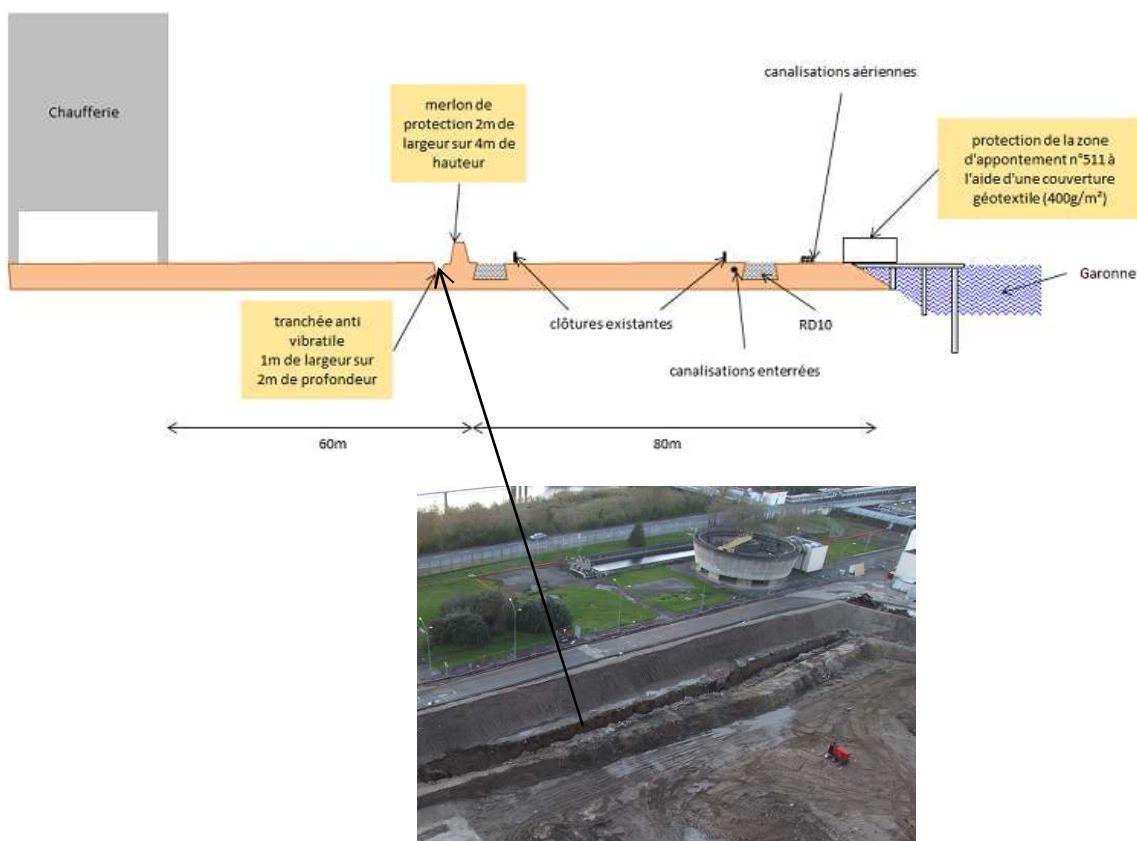 Chaufferie
merlon de
protection 2m de
largeur sur 4m de
hauteur
canalisations aériennes
protection de la zone
d'appontement n°511 à
l'aide d'une couverture
géotextile (400g/m²)
Garonne
tranchée anti
vibratile
1m de largeur sur
2m de profondeur
clôtures existantes
RD10
canalisations enterrées
60m
80m